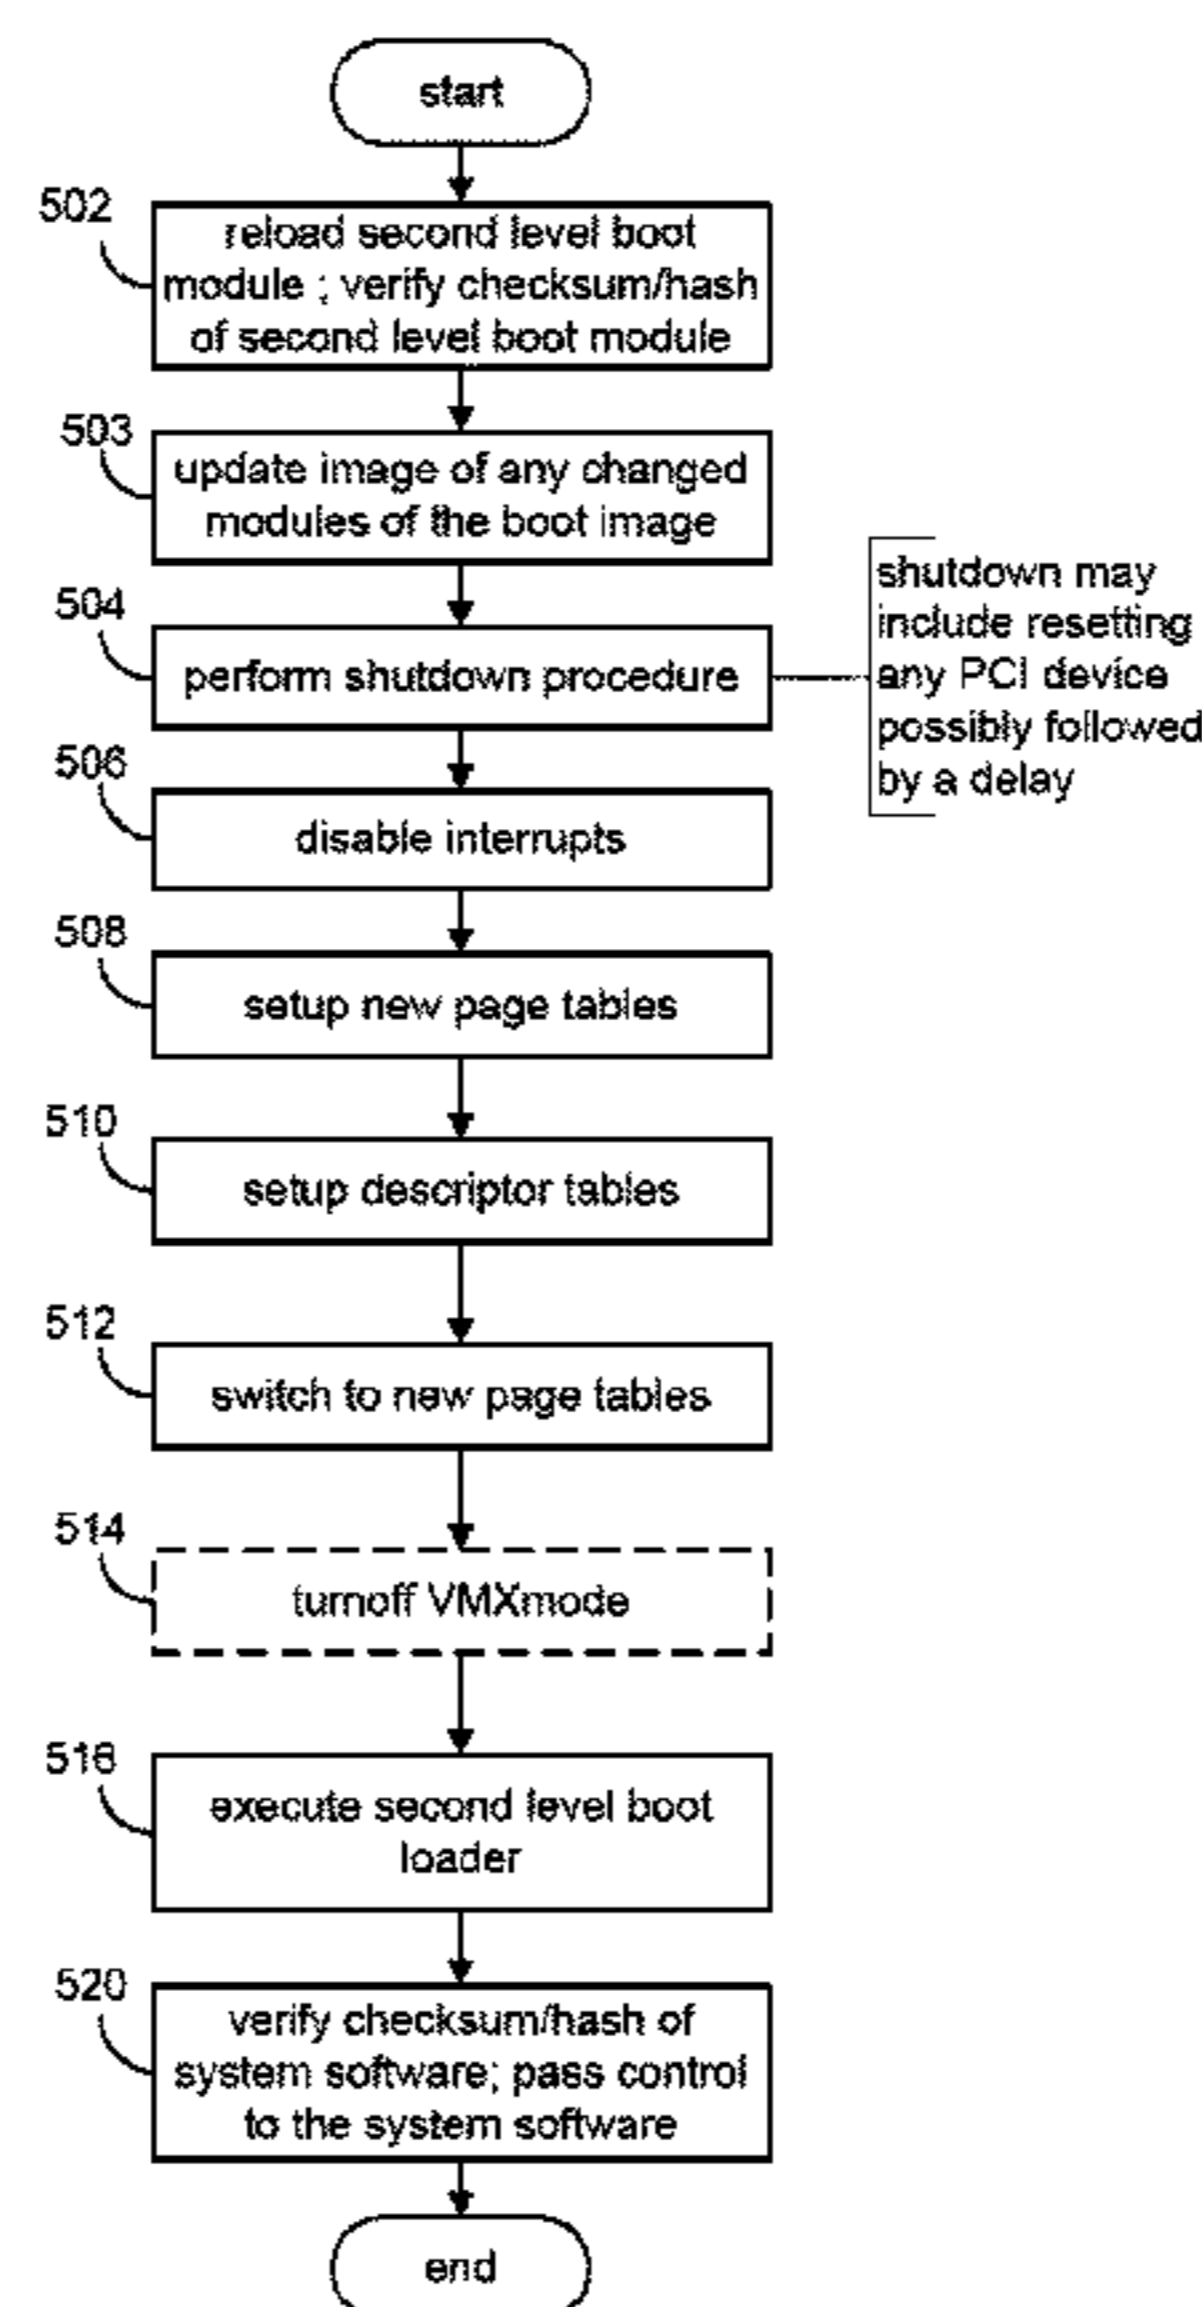 start
502
reload second level boot
module ; verify checksum/hash
of second level boot module
503
update image of any changed
modules of the boot image
504
perform shutdown procedure
shutdown may
include resetting
any PCI device
possibly followed
by a delay
506
disable interrupts
508
setup new page tables
510
setup descriptor tables
512
switch to new page tables
514
turnoff VMXmode
516
execute second level boot
loader
520
verify checksum/hash of
system software; pass control
to the system software
end